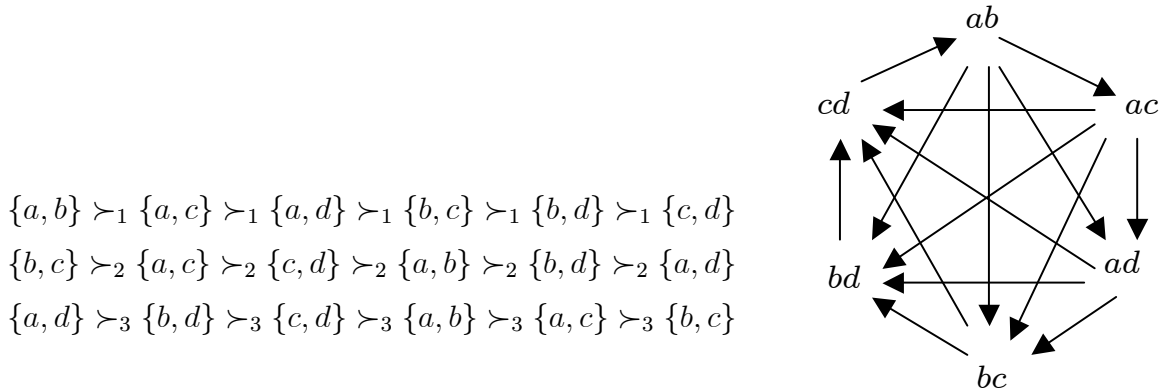 {a, b} ≻₁ {a, c} ≻₁ {a, d} ≻₁ {b, c} ≻₁ {b, d} ≻₁ {c, d}
{b, c} ≻₂ {a, c} ≻₂ {c, d} ≻₂ {a, b} ≻₂ {b, d} ≻₂ {a, d}
{a, d} ≻₃ {b, d} ≻₃ {c, d} ≻₃ {a, b} ≻₃ {a, c} ≻₃ {b, c}
ab
cd
ac
bd
ad
bc